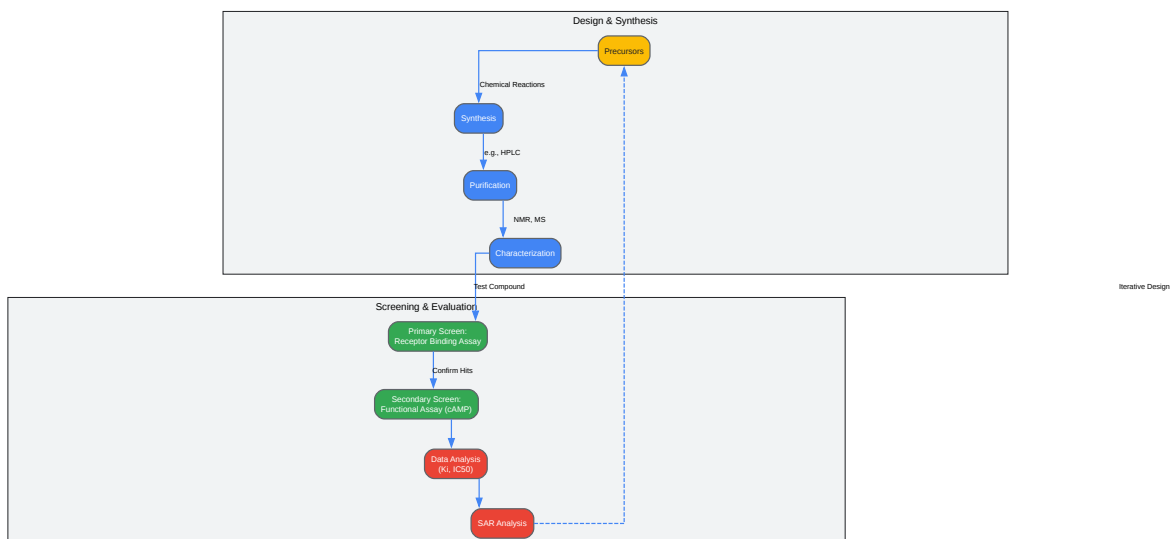 Design & Synthesis
Precursors
Chemical Reactions
Synthesis
e.g., HPLC
Purification
NMR, MS
Characterization
Test Compound
Iterative Design
Screening & Evaluation
Primary Screen:
Receptor Binding Assay
Confirm Hits
Secondary Screen:
Functional Assay (cAMP)
Data Analysis
(Ki, IC50)
SAR Analysis